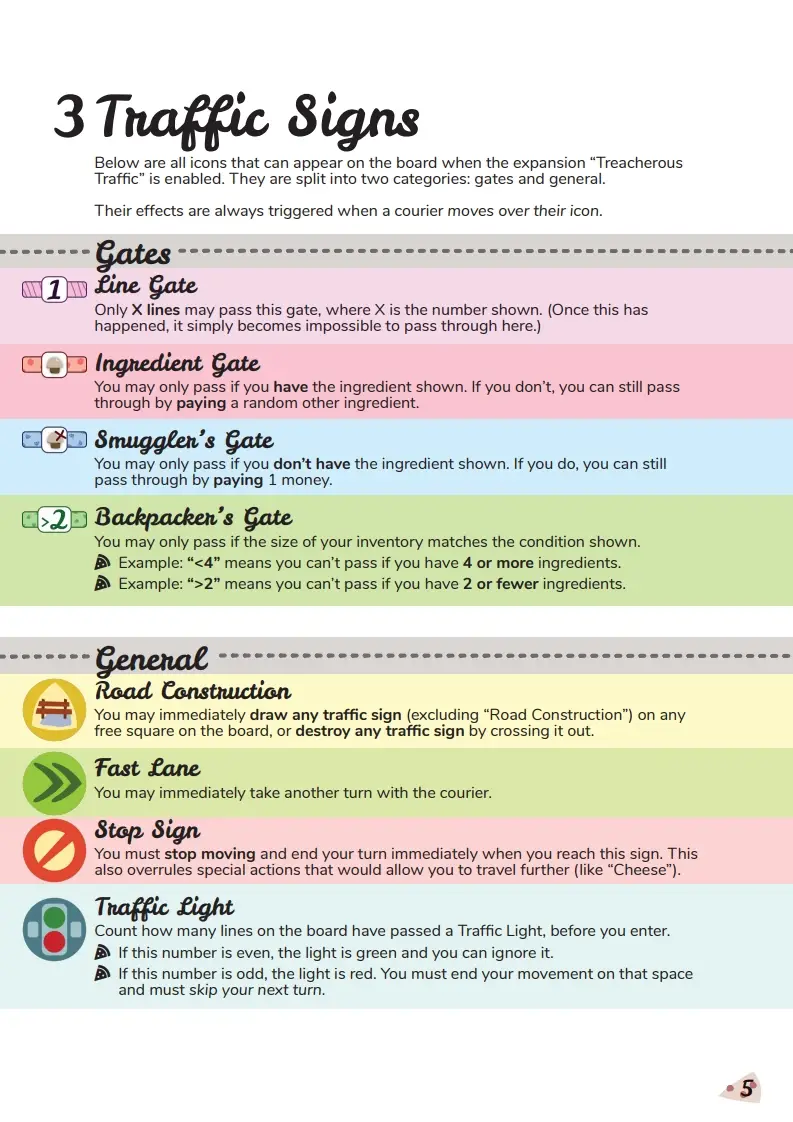 3 Traffic Signs
Below are all icons that can appear on the board when the expansion “Treacherous
Traffic” is enabled. They are split into two categories: gates and general.
Their effects are always triggered when a courier moves over their icon.
Gates
1
Line Gate
Only X lines may pass this gate, where X is the number shown. (Once this has
happened, it simply becomes impossible to pass through here.)
Ingredient Gate
You may only pass if you have the ingredient shown. If you don’t, you can still pass
through by paying a random other ingredient.
Smuggler’s Gate
You may only pass if you don’t have the ingredient shown. If you do, you can still
pass through by paying 1 money.
>2
Backpacker’s Gate
You may only pass if the size of your inventory matches the condition shown.
Example: “<4” means you can’t pass if you have 4 or more ingredients.
Example: “>2” means you can’t pass if you have 2 or fewer ingredients.
General
Road Construction
You may immediately draw any traffic sign (excluding “Road Construction”) on any
free square on the board, or destroy any traffic sign by crossing it out.
Fast Lane
You may immediately take another turn with the courier.
Stop Sign
You must stop moving and end your turn immediately when you reach this sign. This
also overrules special actions that would allow you to travel further (like “Cheese”).
Traffic Light
Count how many lines on the board have passed a Traffic Light, before you enter.
If this number is even, the light is green and you can ignore it.
If this number is odd, the light is red. You must end your movement on that space
and must skip your next turn.
5